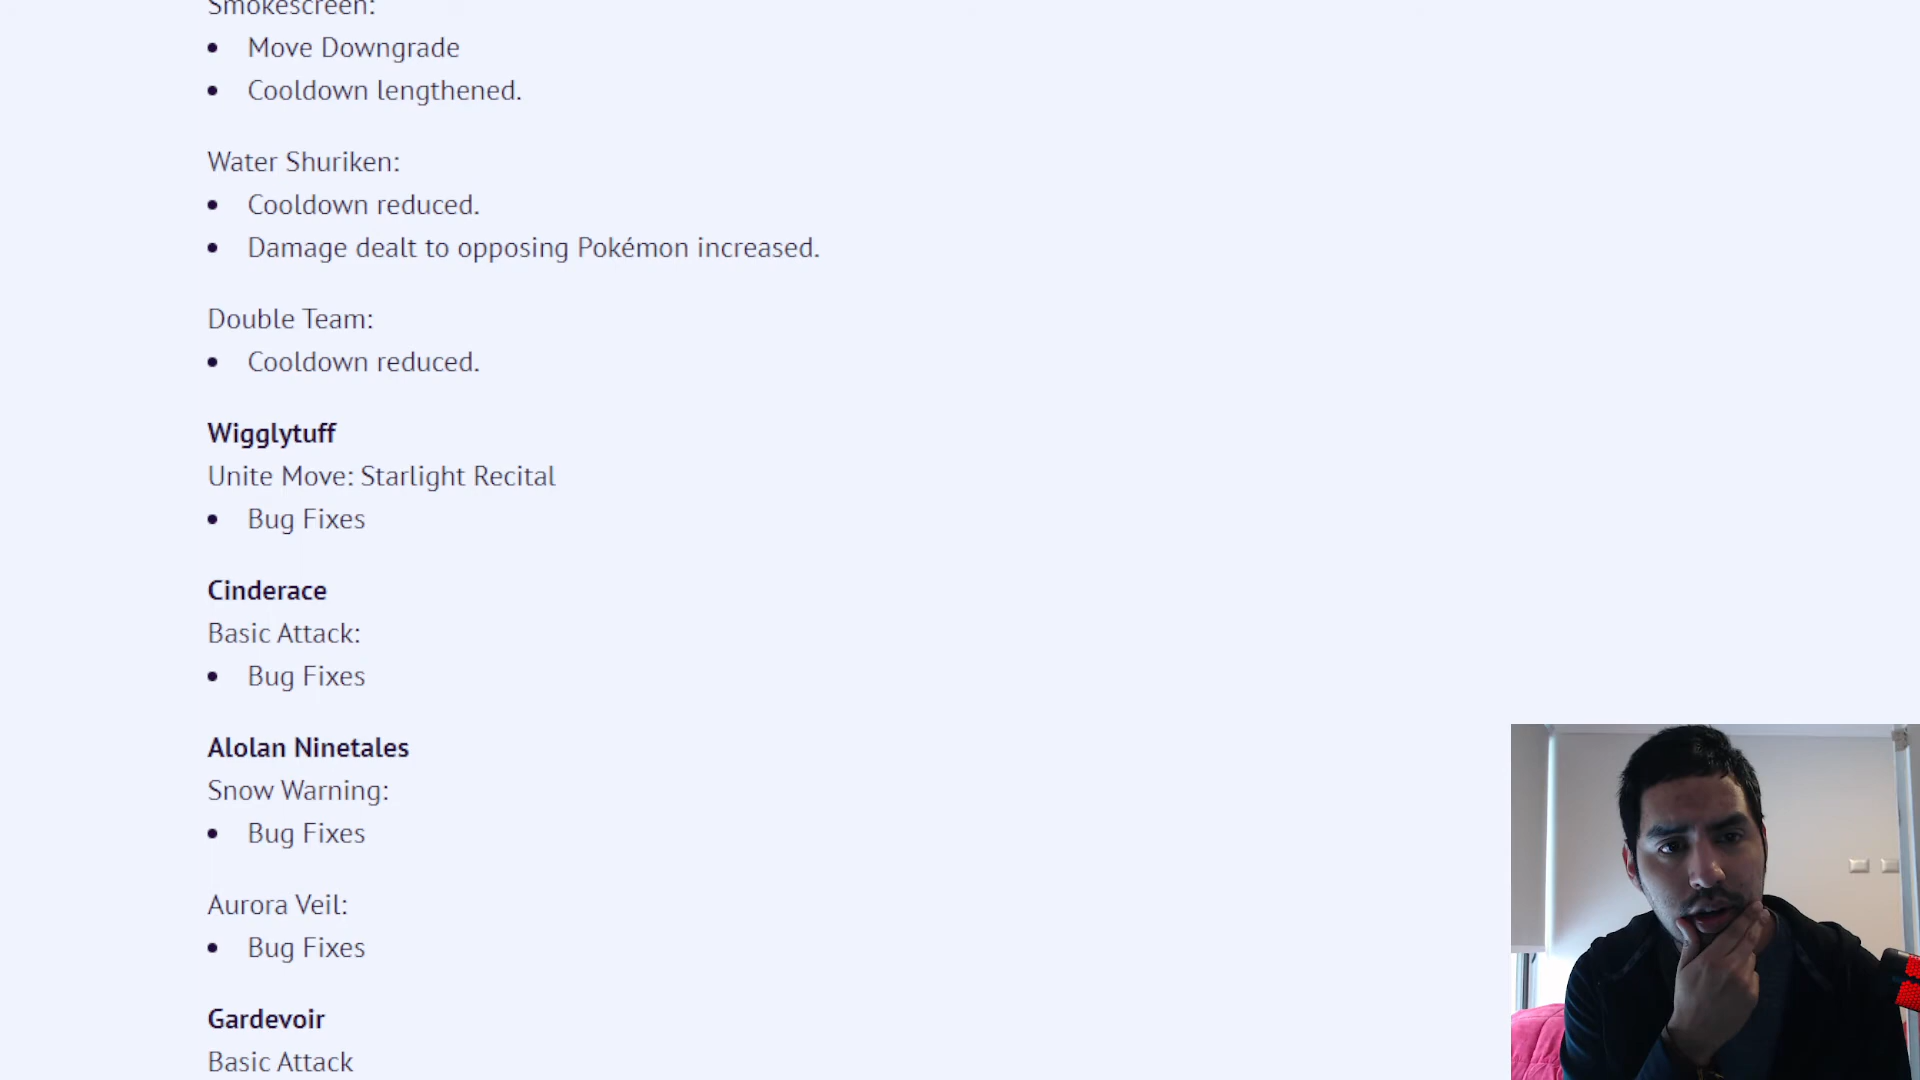 Smokescreen:
• Move Downgrade
• Cooldown lengthened.
Water Shuriken:
• Cooldown reduced.
• Damage dealt to opposing Pokémon increased.
Double Team:
• Cooldown reduced.
Wigglytuff
Unite Move: Starlight Recital
• Bug Fixes
Cinderace
Basic Attack:
• Bug Fixes
Alolan Ninetales
Snow Warning:
• Bug Fixes
Aurora Veil:
• Bug Fixes
Gardevoir
Basic Attack